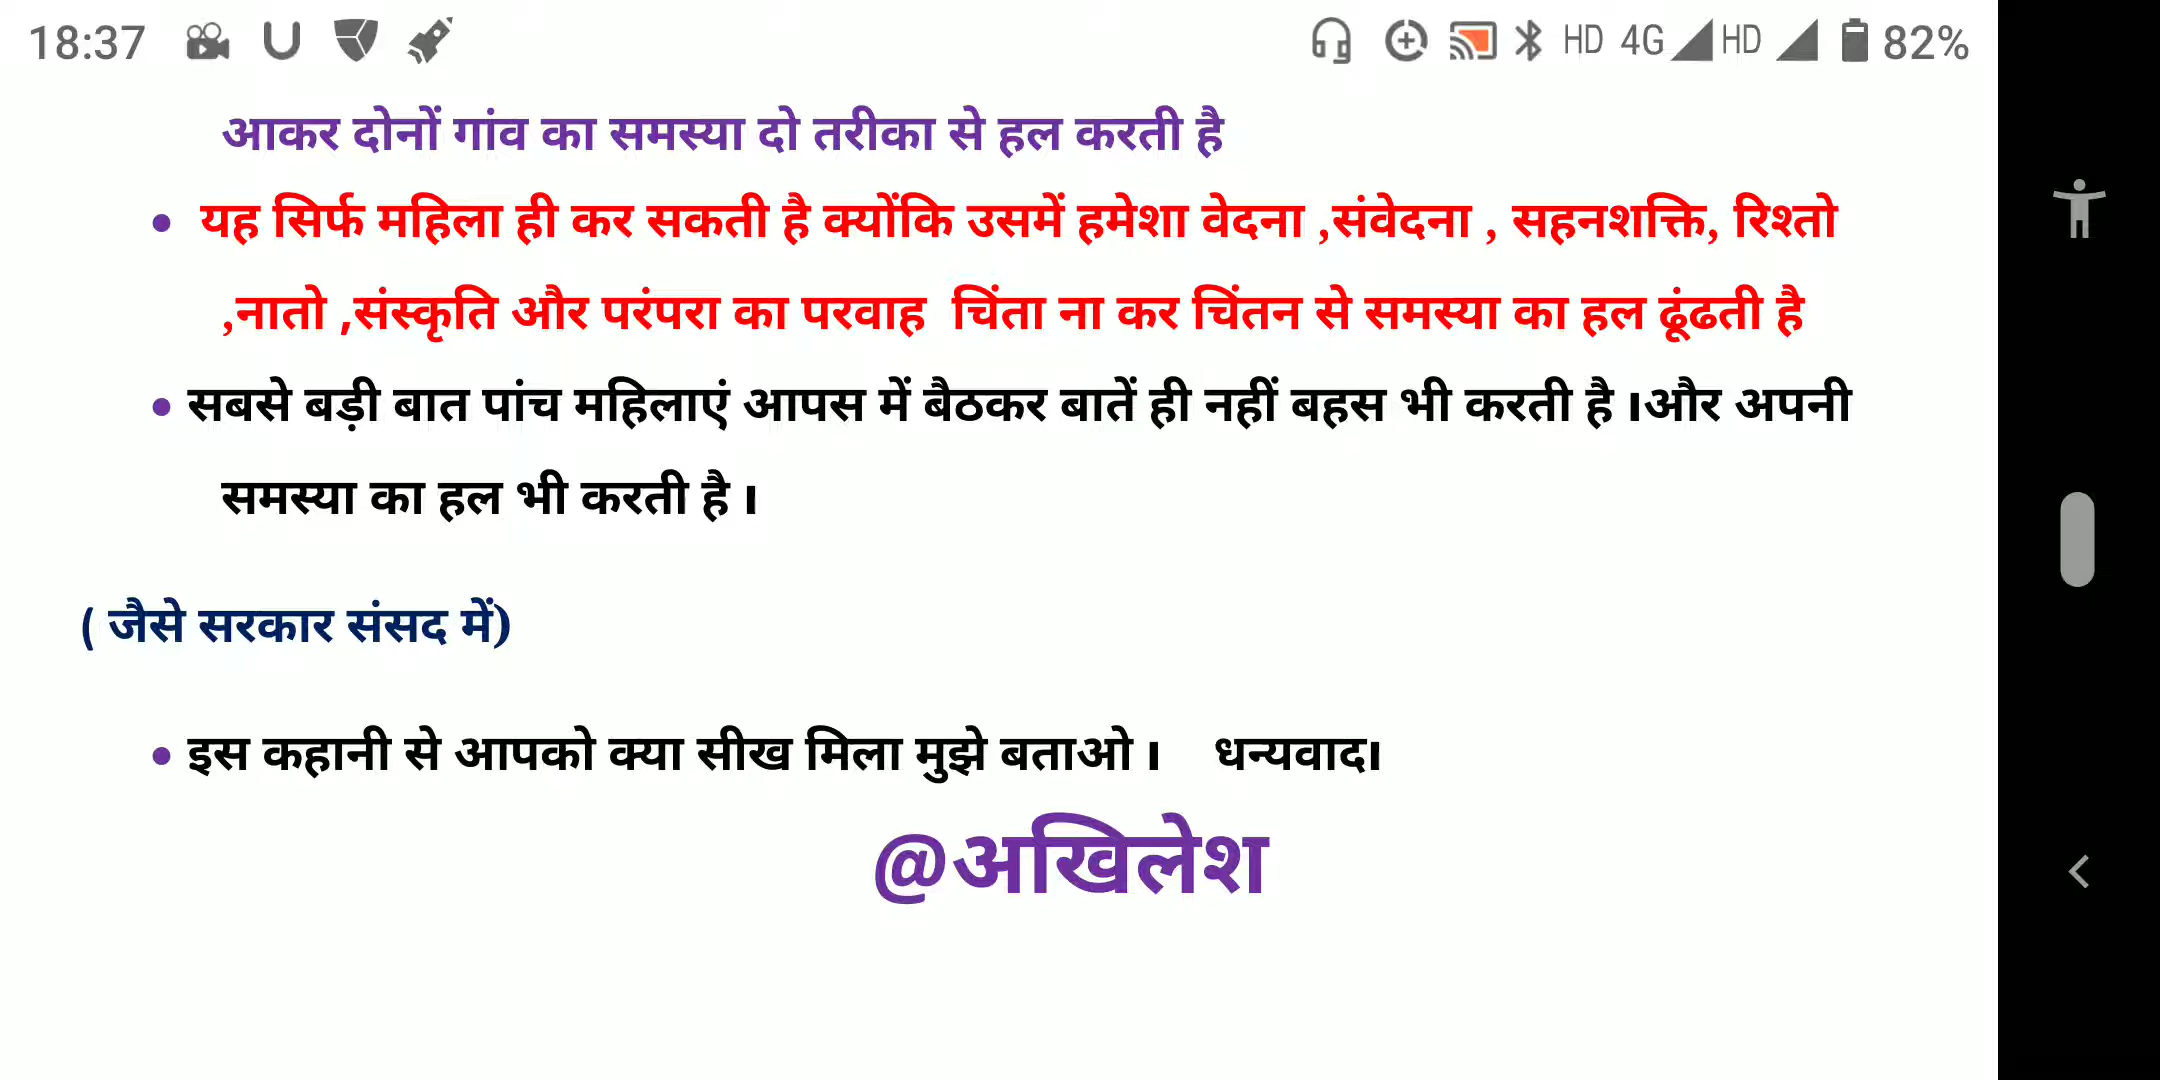 18:37 HD 4G HD 82%
आकर दोनों गांव का समस्या दो तरीका से हल करती है
• यह सिर्फ महिला ही कर सकती है क्योंकि उसमें हमेशा वेदना ,संवेदना , सहनशक्ति, रिश्तो
,नातो ,संस्कृति और परंपरा का परवाह चिंता ना कर चिंतन से समस्या का हल ढूंढती है
• सबसे बड़ी बात पांच महिलाएं आपस में बैठकर बातें ही नहीं बहस भी करती है ।और अपनी
समस्या का हल भी करती है ।
( जैसे सरकार संसद में)
• इस कहानी से आपको क्या सीख मिला मुझे बताओ । धन्यवाद।
@अखिलेश